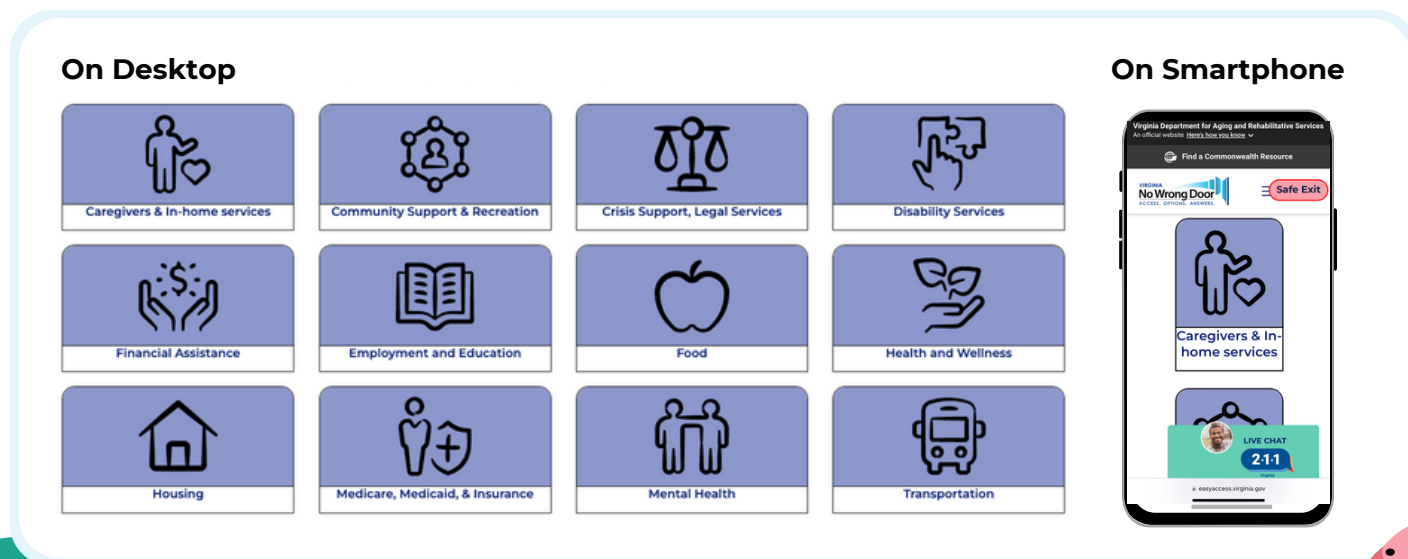 On Desktop
On Smartphone
Caregivers & In-home services
Community Support & Recreation
Crisis Support, Legal Services
Disability Services
Financial Assistance
Employment and Education
Food
Health and Wellness
Housing
Medicare, Medicaid, & Insurance
Mental Health
Transportation
Virginia Department for Aging and Rehabilitative Services
An official website Here's how you know
Find a Commonwealth Resource
VIRGINIA
No Wrong Door
ACCESS. OPTIONS. ANSWERS.
Safe Exit
Caregivers & In-
home services
LIVE CHAT
2·1·1
Virginia
easyaccess.virginia.gov